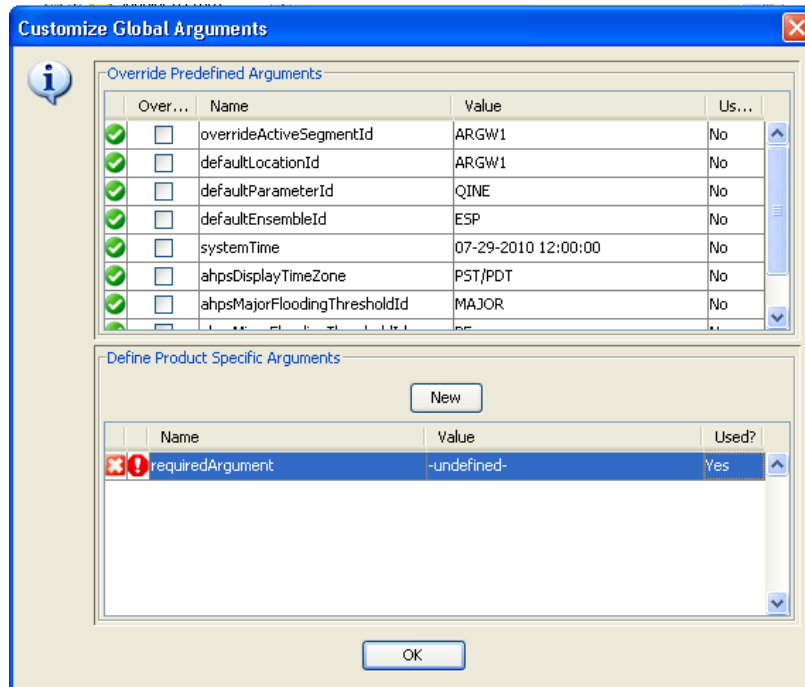 Customize Global Arguments
Override Predefined Arguments
Over... Name Value Us...
overrideActiveSegmentId ARGW1 No
defaultLocationId ARGW1 No
defaultParameterId QINE No
defaultEnsembleId ESP No
systemTime 07-29-2010 12:00:00 No
ahpsDisplayTimeZone PST/PDT No
ahpsMajorFloodingThresholdId MAJOR No
Define Product Specific Arguments
New
Name Value Used?
requiredArgument -undefined- Yes
OK